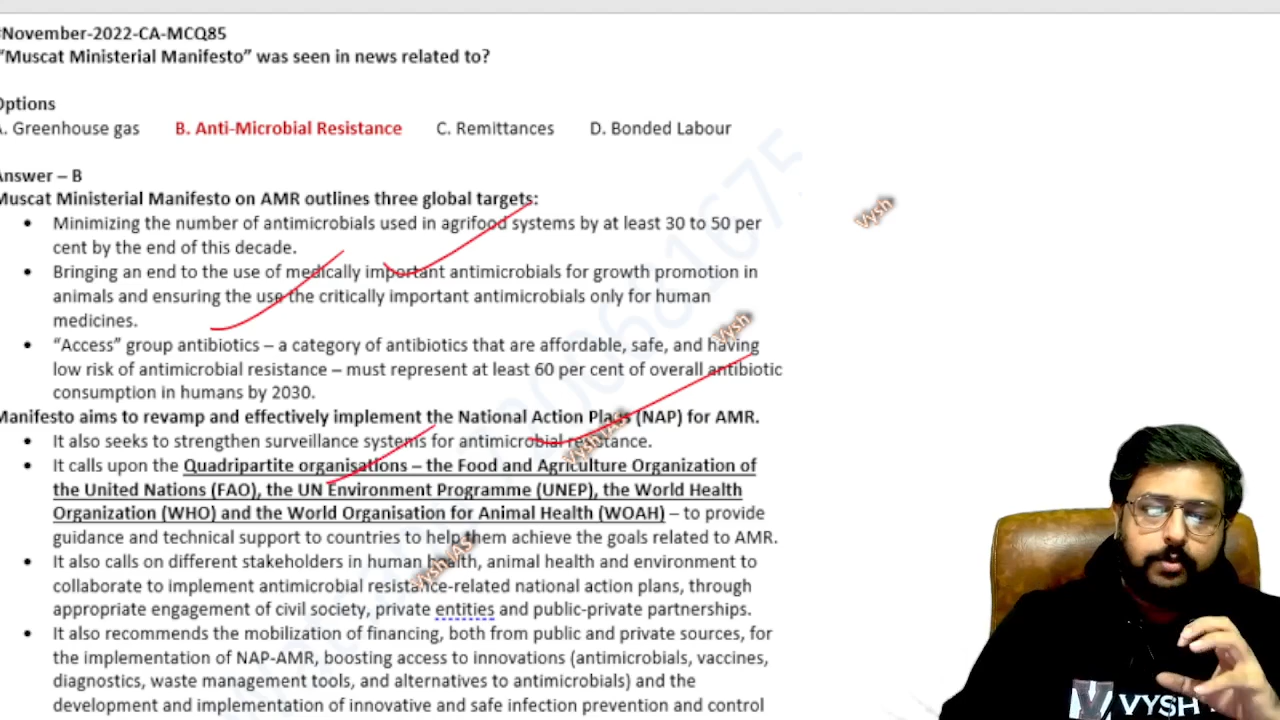 November-2022-CA-MCQ85
"Muscat Ministerial Manifesto" was seen in news related to?
Options
A. Greenhouse gas B. Anti-Microbial Resistance C. Remittances D. Bonded Labour
Answer – B
Muscat Ministerial Manifesto on AMR outlines three global targets:
• Minimizing the number of antimicrobials used in agrifood systems by at least 30 to 50 per
cent by the end of this decade.
• Bringing an end to the use of medically important antimicrobials for growth promotion in
animals and ensuring the use the critically important antimicrobials only for human
medicines.
• “Access” group antibiotics – a category of antibiotics that are affordable, safe, and having
low risk of antimicrobial resistance – must represent at least 60 per cent of overall antibiotic
consumption in humans by 2030.
Manifesto aims to revamp and effectively implement the National Action Plans (NAP) for AMR.
• It also seeks to strengthen surveillance systems for antimicrobial resistance.
• It calls upon the Quadripartite organisations – the Food and Agriculture Organization of
the United Nations (FAO), the UN Environment Programme (UNEP), the World Health
Organization (WHO) and the World Organisation for Animal Health (WOAH) – to provide
guidance and technical support to countries to help them achieve the goals related to AMR.
• It also calls on different stakeholders in human health, animal health and environment to
collaborate to implement antimicrobial resistance-related national action plans, through
appropriate engagement of civil society, private entities and public-private partnerships.
• It also recommends the mobilization of financing, both from public and private sources, for
the implementation of NAP-AMR, boosting access to innovations (antimicrobials, vaccines,
diagnostics, waste management tools, and alternatives to antimicrobials) and the
development and implementation of innovative and safe infection prevention and control
Vysh
Vysh
Vysh IAS
Vysh IAS
VYSH